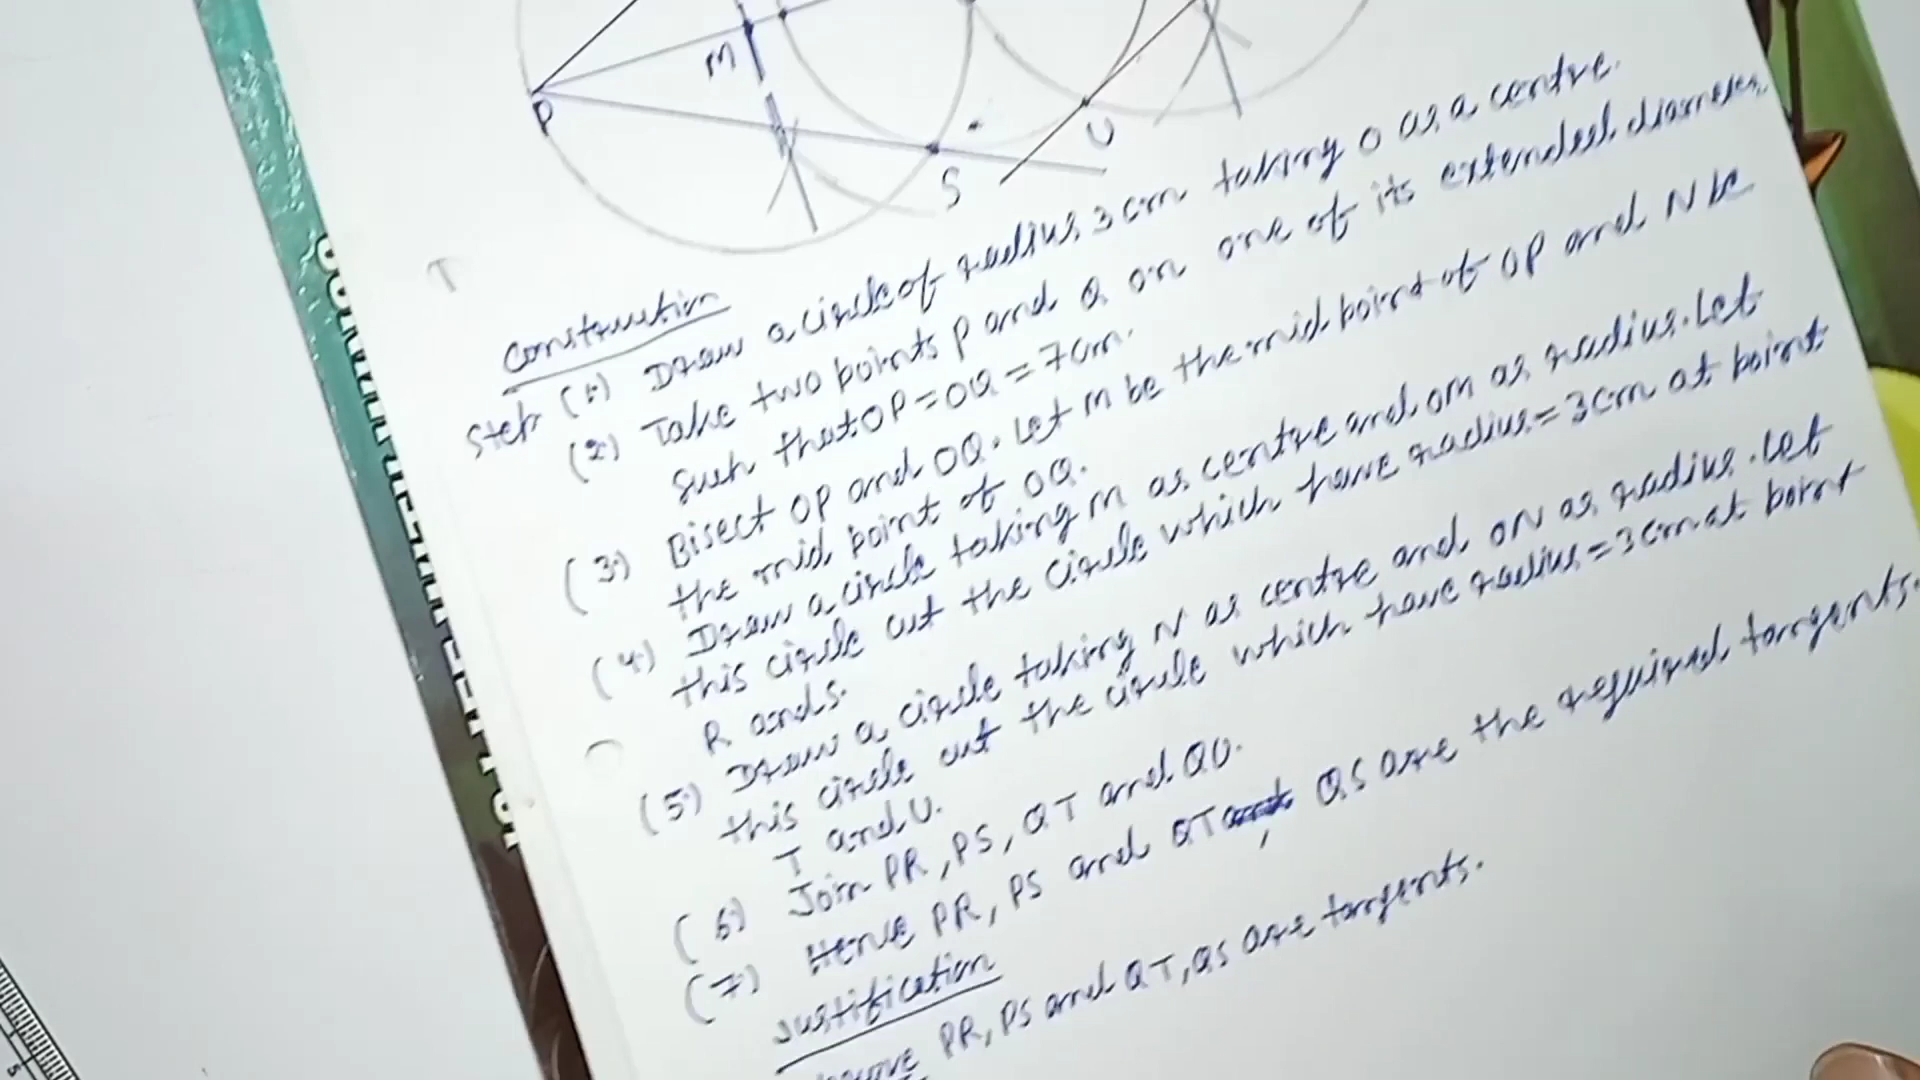 M
P
S
U
Construction
Step (1.) Draw a circle of radius 3 cm taking O as a centre.
(2.) Take two points P and Q on one of its extended diameter,
such that OP = OQ = 7 cm.
(3.) Bisect OP and OQ. Let M be the mid point of OP and N be
the mid point of OQ.
(4.) Draw a circle taking M as centre and OM as radius. Let
this circle cut the circle which have radius = 3 cm at point
R and S.
(5.) Draw a circle taking N as centre and ON as radius. Let
this circle cut the circle which have radius = 3 cm at point
T and U.
(6.) Join PR, PS, QT and QU.
(7.) Hence PR, PS and QT, QS are the required tangents.
Justification
PR, PS and QT, QS are tangents.